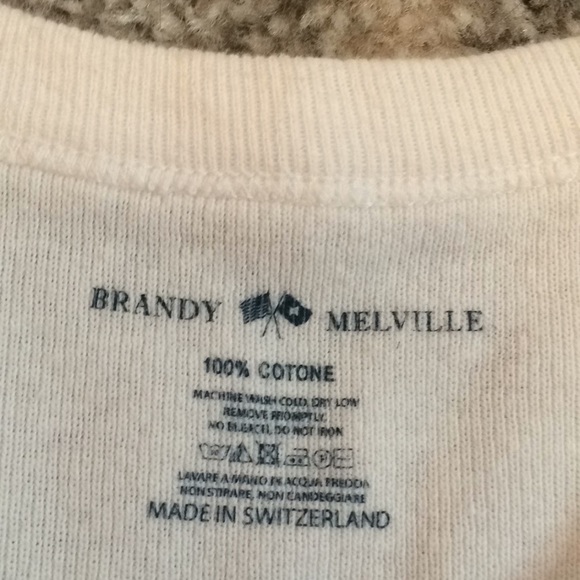 BRANDY MELVILLE
100% COTONE
MACHINE WASH COLD, DRY LOW
REMOVE PROMPTLY.
NO BLEACH, DO NOT IRON
LAVARE A MANO IN ACQUA FREDDA
NON STIRARE, NON CANDEGGIARE
MADE IN SWITZERLAND